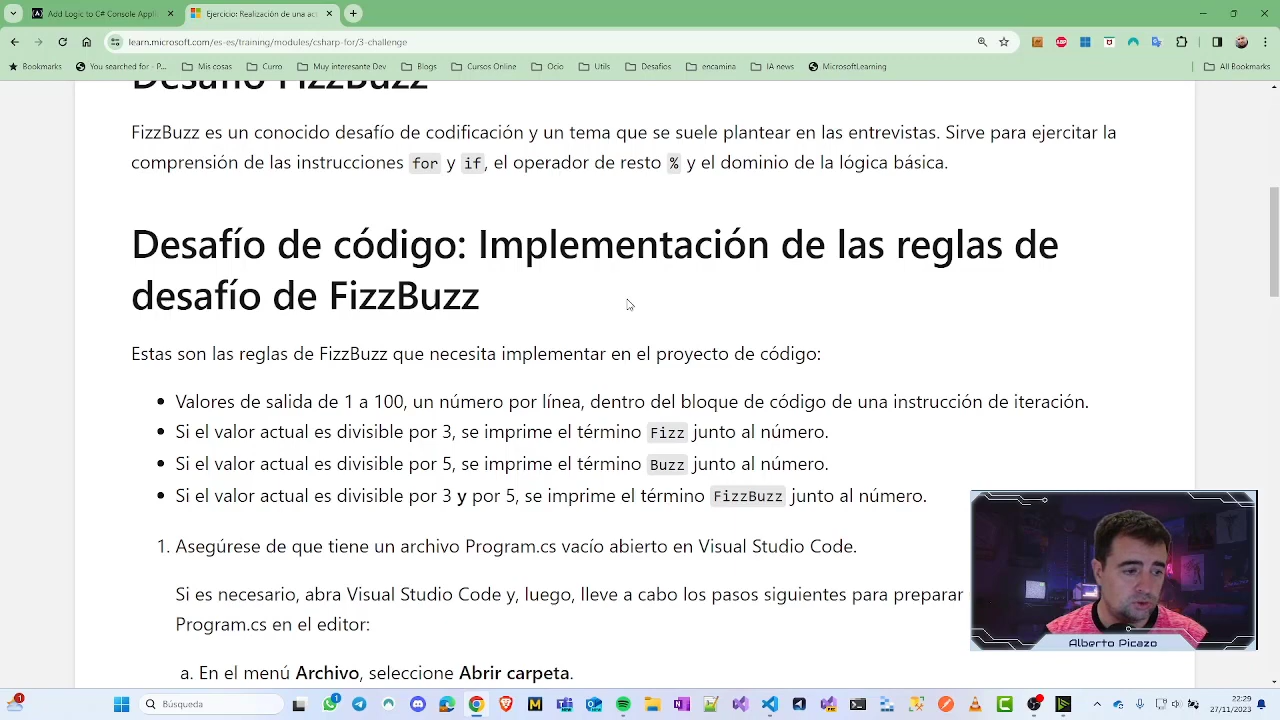 Add Logic to C# Console Appli
Ejercicio: Realización de una ac
learn.microsoft.com/es-es/training/modules/csharp-for/3-challenge
Bookmarks
You searched for - P...
Mis cosas
Curro
Muy interesante Dev
Blogs
Cursos Online
Ocio
Utils
Desafios
encamina
IA news
MicrosoftLearning
All Bookmarks
Desafío FizzBuzz
FizzBuzz es un conocido desafío de codificación y un tema que se suele plantear en las entrevistas. Sirve para ejercitar la
comprensión de las instrucciones for y if, el operador de resto % y el dominio de la lógica básica.
Desafío de código: Implementación de las reglas de
desafío de FizzBuzz
Estas son las reglas de FizzBuzz que necesita implementar en el proyecto de código:
• Valores de salida de 1 a 100, un número por línea, dentro del bloque de código de una instrucción de iteración.
• Si el valor actual es divisible por 3, se imprime el término Fizz junto al número.
• Si el valor actual es divisible por 5, se imprime el término Buzz junto al número.
• Si el valor actual es divisible por 3 y por 5, se imprime el término FizzBuzz junto al número.
1. Asegúrese de que tiene un archivo Program.cs vacío abierto en Visual Studio Code.
Si es necesario, abra Visual Studio Code y, luego, lleve a cabo los pasos siguientes para preparar
Program.cs en el editor:
a. En el menú Archivo, seleccione Abrir carpeta.
Alberto Picazo
Búsqueda
22:29
27/11/2023